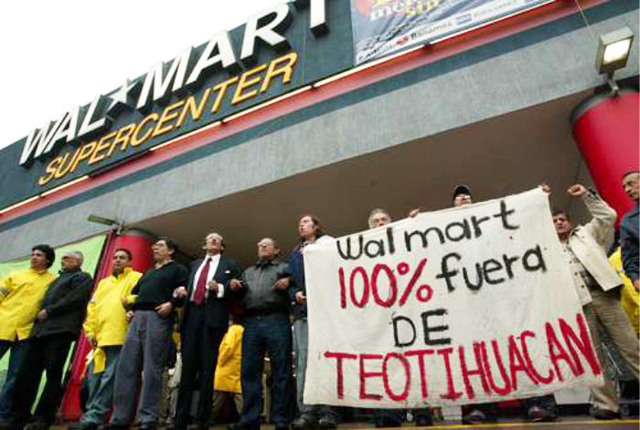 WAL★MART
SUPERCENTER
Walmart
100% fuera
DE
TEOTIHUACAN